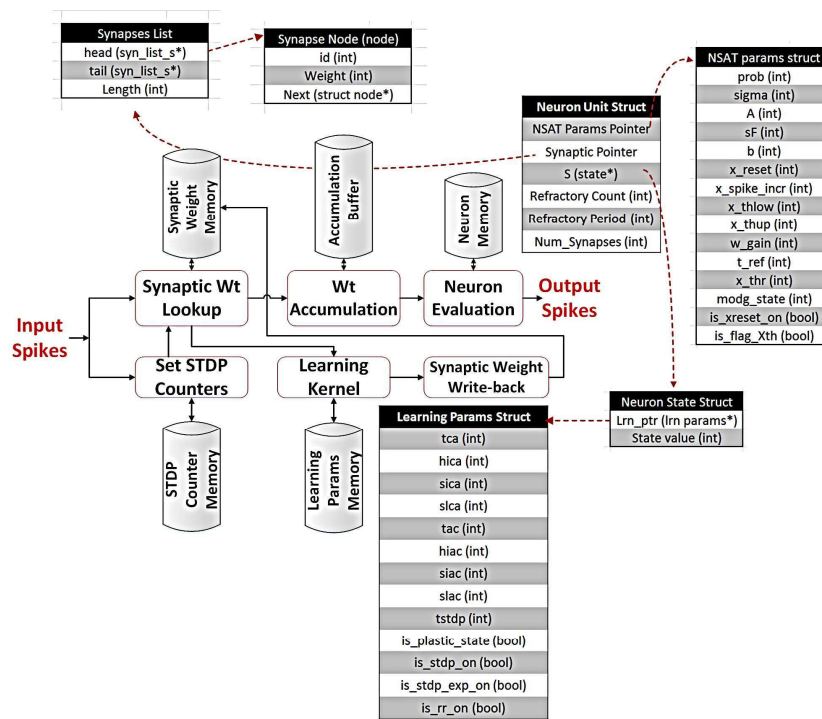 Synapses List
head (syn_list_s*)
tail (syn_list_s*)
Length (int)
Synapse Node (node)
id (int)
Weight (int)
Next (struct node*)
Neuron Unit Struct
NSAT Params Pointer
Synaptic Pointer
S (state*)
Refractory Count (int)
Refractory Period (int)
Num_Synapses (int)
NSAT params struct
prob (int)
sigma (int)
A (int)
sF (int)
b (int)
x_reset (int)
x_spike_incr (int)
x_thlow (int)
x_thup (int)
w_gain (int)
t_ref (int)
x_thr (int)
modg_state (int)
is_xreset_on (bool)
is_flag_Xth (bool)
Synaptic
Weight
Memory
Accumulation
Buffer
Neuron
Memory
Input
Spikes
Synaptic Wt
Lookup
Wt
Accumulation
Neuron
Evaluation
Output
Spikes
Set STDP
Counters
Learning
Kernel
Synaptic Weight
Write-back
STDP
Counter
Memory
Learning
Params
Memory
Neuron State Struct
Lrn_ptr (lrn params*)
State value (int)
Learning Params Struct
tca (int)
hica (int)
sica (int)
slca (int)
tac (int)
hiac (int)
siac (int)
slac (int)
tstdp (int)
is_plastic_state (bool)
is_stdp_on (bool)
is_stdp_exp_on (bool)
is_rr_on (bool)